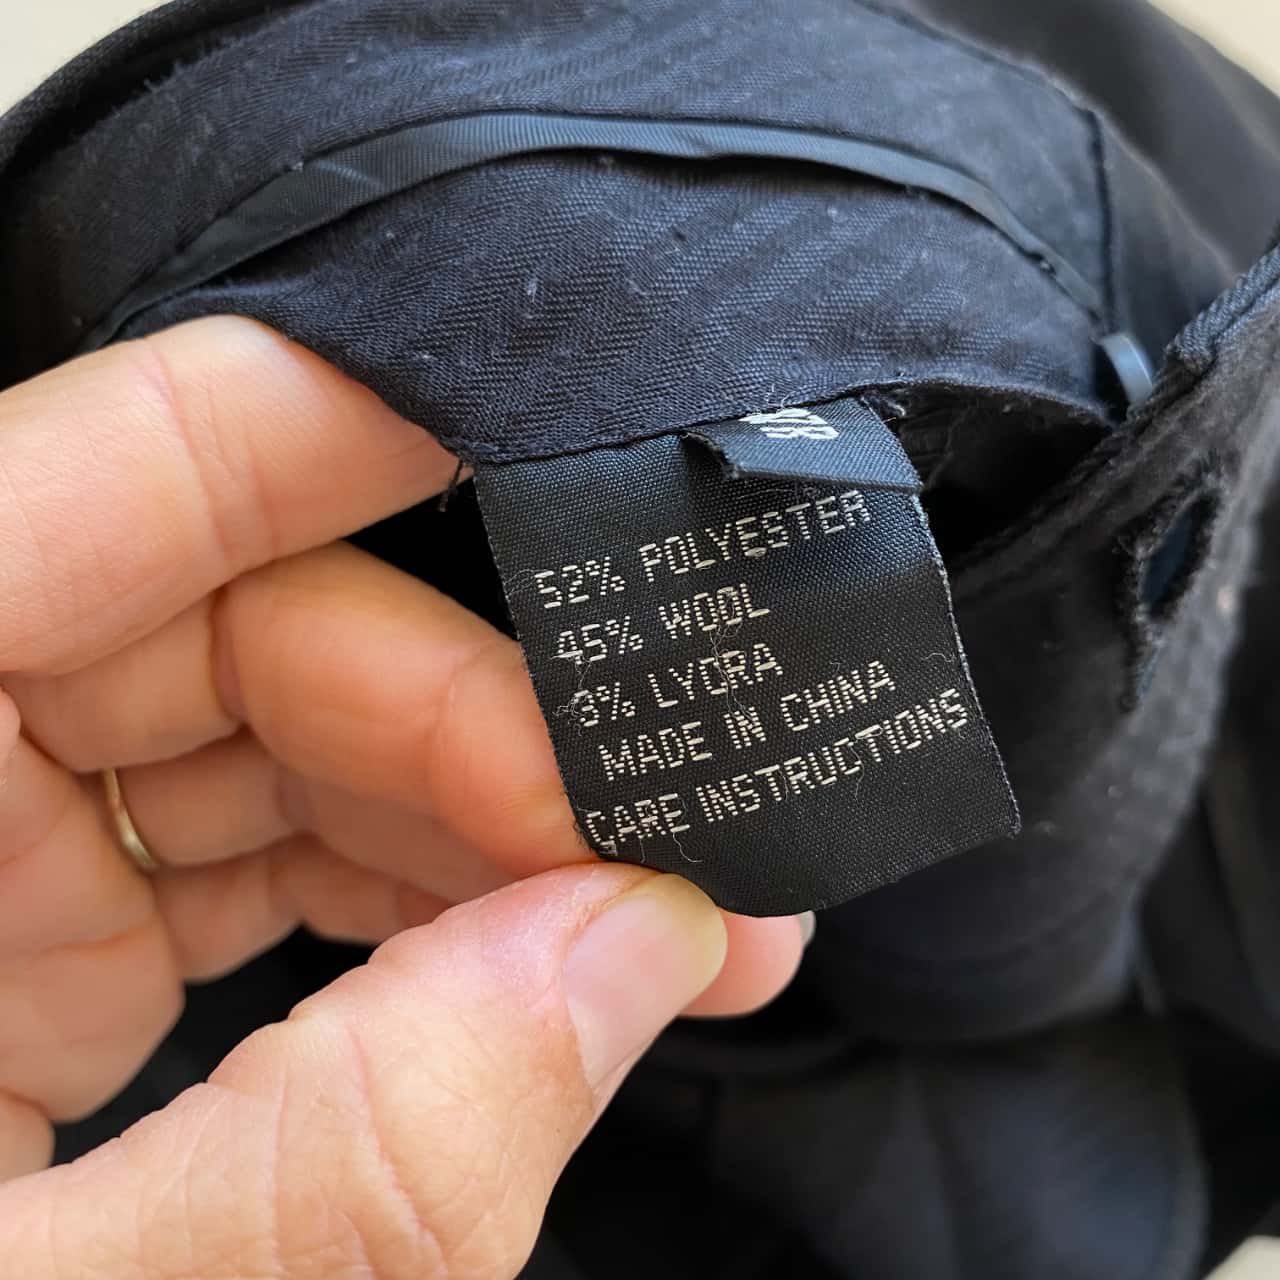 52% POLYESTER
45% WOOL
3% LYCRA
MADE IN CHINA
CARE INSTRUCTIONS